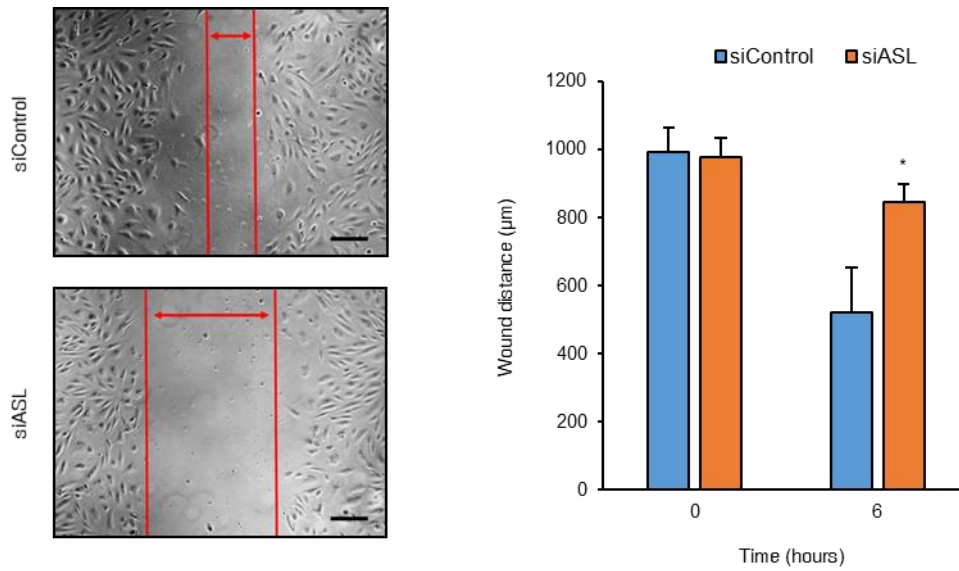 siControl
siASL
siControl siASL
1200
1000
800
600
400
200
0
Wound distance (µm)
*
0 6
Time (hours)